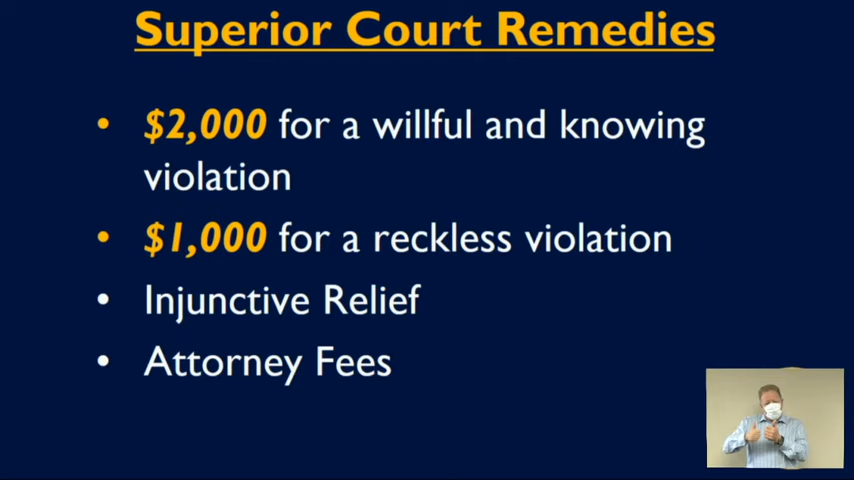 Superior Court Remedies
• $2,000 for a willful and knowing
violation
• $1,000 for a reckless violation
• Injunctive Relief
• Attorney Fees